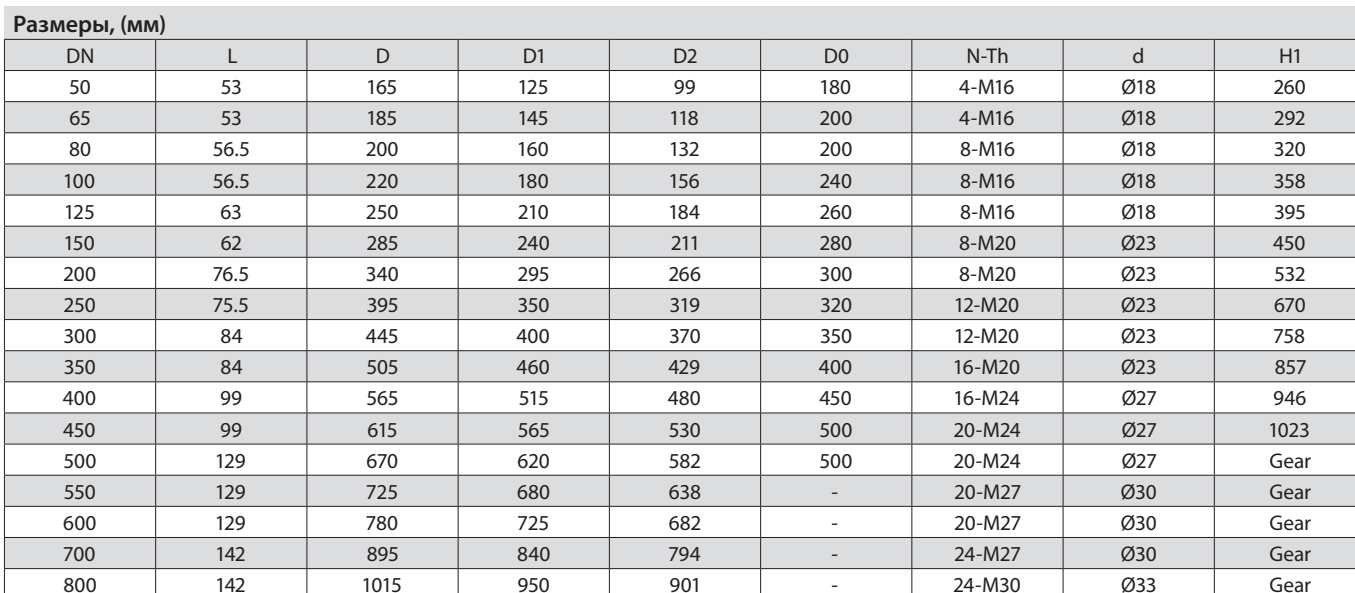 Размеры, (мм)
DN L D D1 D2 D0 N-Th d H1
50 53 165 125 99 180 4-M16 Ø18 260
65 53 185 145 118 200 4-M16 Ø18 292
80 56.5 200 160 132 200 8-M16 Ø18 320
100 56.5 220 180 156 240 8-M16 Ø18 358
125 63 250 210 184 260 8-M16 Ø18 395
150 62 285 240 211 280 8-M20 Ø23 450
200 76.5 340 295 266 300 8-M20 Ø23 532
250 75.5 395 350 319 320 12-M20 Ø23 670
300 84 445 400 370 350 12-M20 Ø23 758
350 84 505 460 429 400 16-M20 Ø23 857
400 99 565 515 480 450 16-M24 Ø27 946
450 99 615 565 530 500 20-M24 Ø27 1023
500 129 670 620 582 500 20-M24 Ø27 Gear
550 129 725 680 638 - 20-M27 Ø30 Gear
600 129 780 725 682 - 20-M27 Ø30 Gear
700 142 895 840 794 - 24-M27 Ø30 Gear
800 142 1015 950 901 - 24-M30 Ø33 Gear